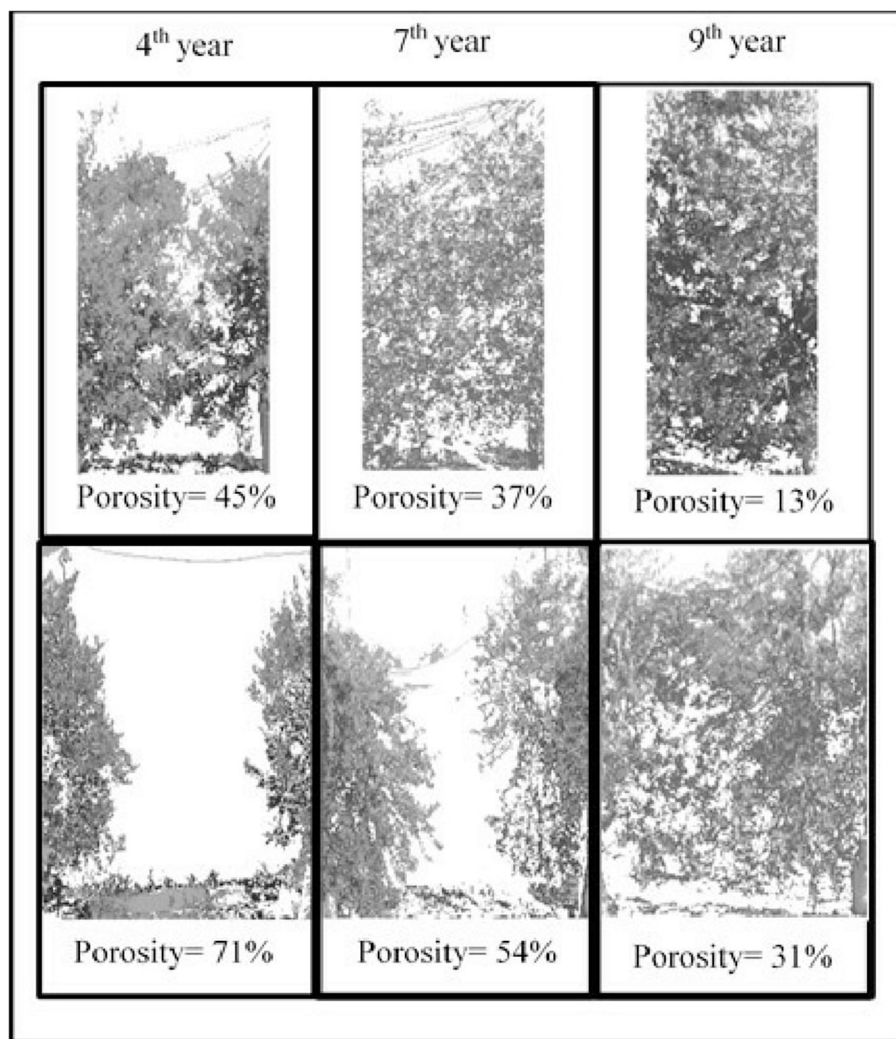 4th year 7th year 9th year
Porosity= 45% Porosity= 37% Porosity= 13%
Porosity= 71% Porosity= 54% Porosity= 31%